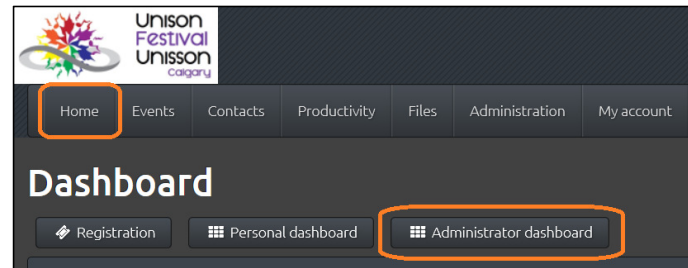 Unison
Festival
Unisson
Calgary
Home Events Contacts Productivity Files Administration My account
Dashboard
Registration Personal dashboard Administrator dashboard